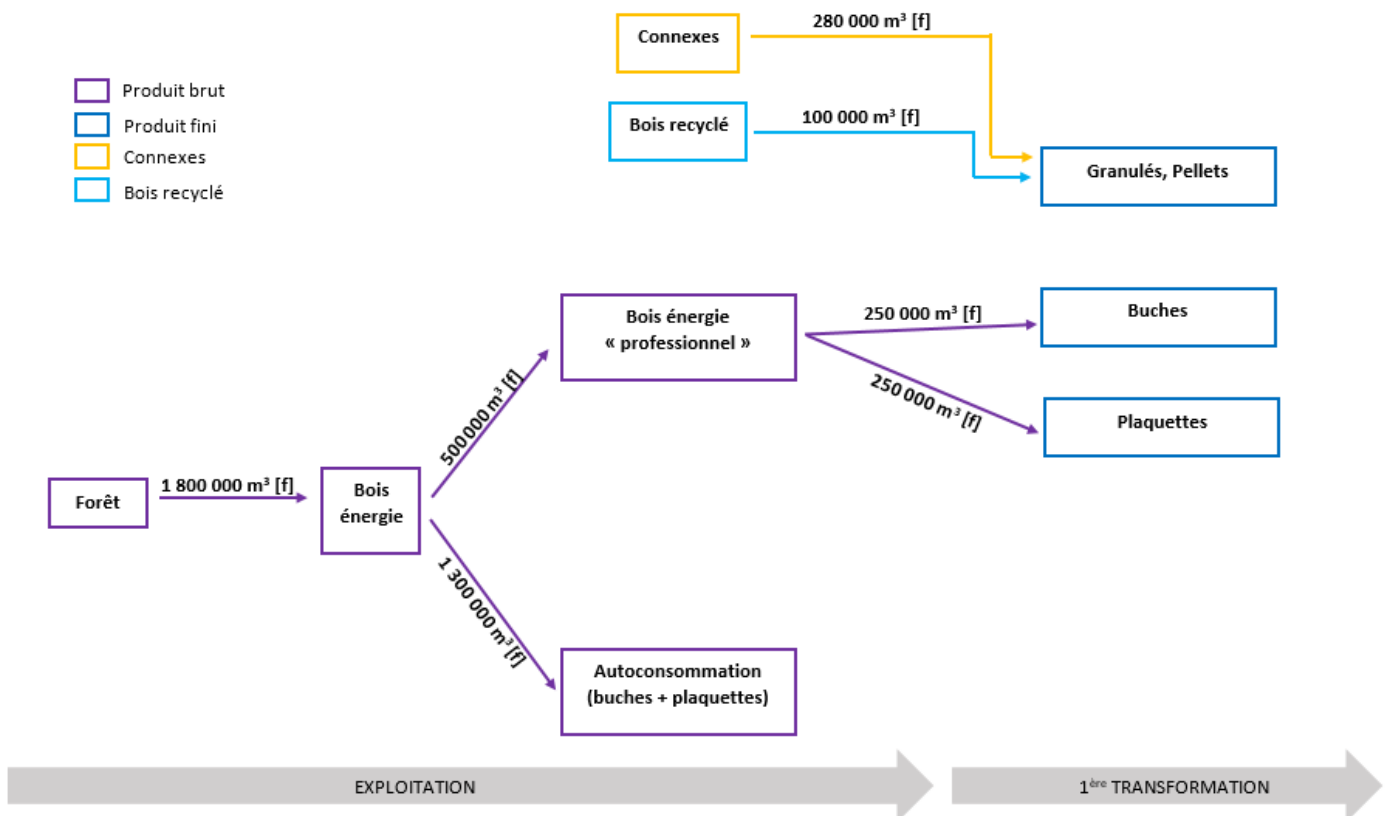 280 000 m³ [f]
Connexes
Produit brut
Produit fini
Connexes
Bois recyclé
100 000 m³ [f]
Bois recyclé
Granulés, Pellets
Bois énergie
« professionnel »
250 000 m³ [f]
Buches
250 000 m³ [f]
Plaquettes
500 000 m³ [f]
Forêt
1 800 000 m³ [f]
Bois
énergie
1 300 000 m³ [f]
Autoconsommation
(buches + plaquettes)
EXPLOITATION
1ère TRANSFORMATION